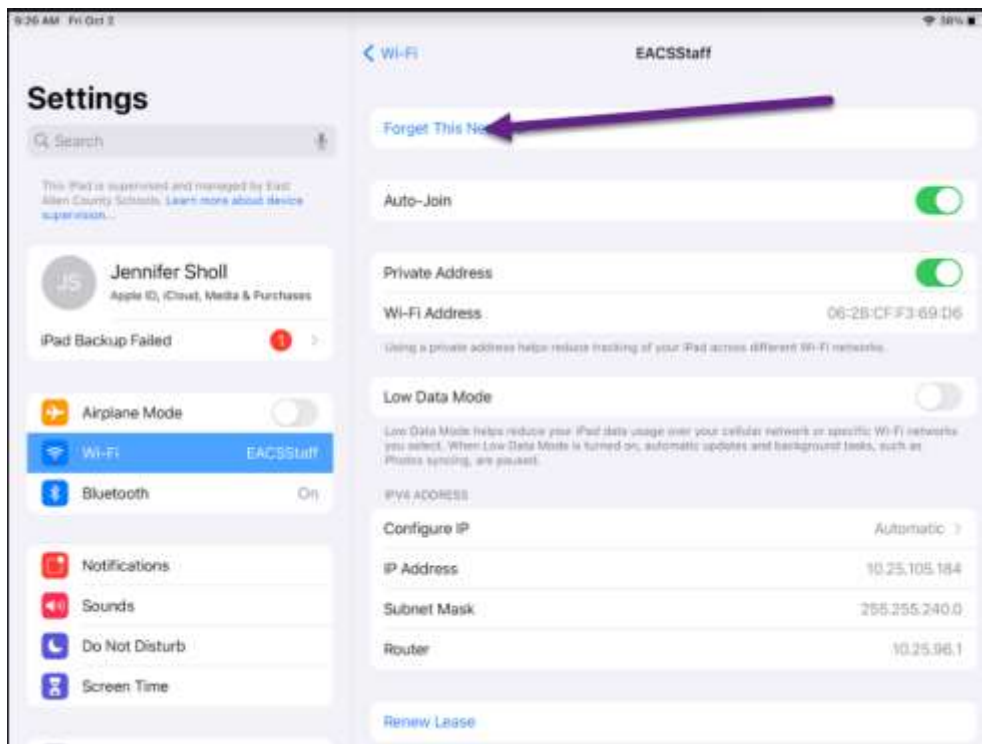 9:26 AM Fri Oct 2
38%
Wi-Fi
EACSStaff
Settings
Search
This iPad is supervised and managed by East
Allen County Schools. Learn more about device
supervision...
JS
Jennifer Sholl
Apple ID, iCloud, Media & Purchases
iPad Backup Failed
1
Airplane Mode
Wi-Fi
EACSStaff
Bluetooth
On
Notifications
Sounds
Do Not Disturb
Screen Time
Forget This Ne
Auto-Join
Private Address
Wi-Fi Address
06:2B:CF:F3:69:D6
Using a private address helps reduce tracking of your iPad across different Wi-Fi networks.
Low Data Mode
Low Data Mode helps reduce your iPad data usage over your cellular network or specific Wi-Fi networks
you select. When Low Data Mode is turned on, automatic updates and background tasks, such as
Photos syncing, are paused.
IPV4 ADDRESS
Configure IP
Automatic
IP Address
10.25.105.184
Subnet Mask
255.255.240.0
Router
10.25.96.1
Renew Lease